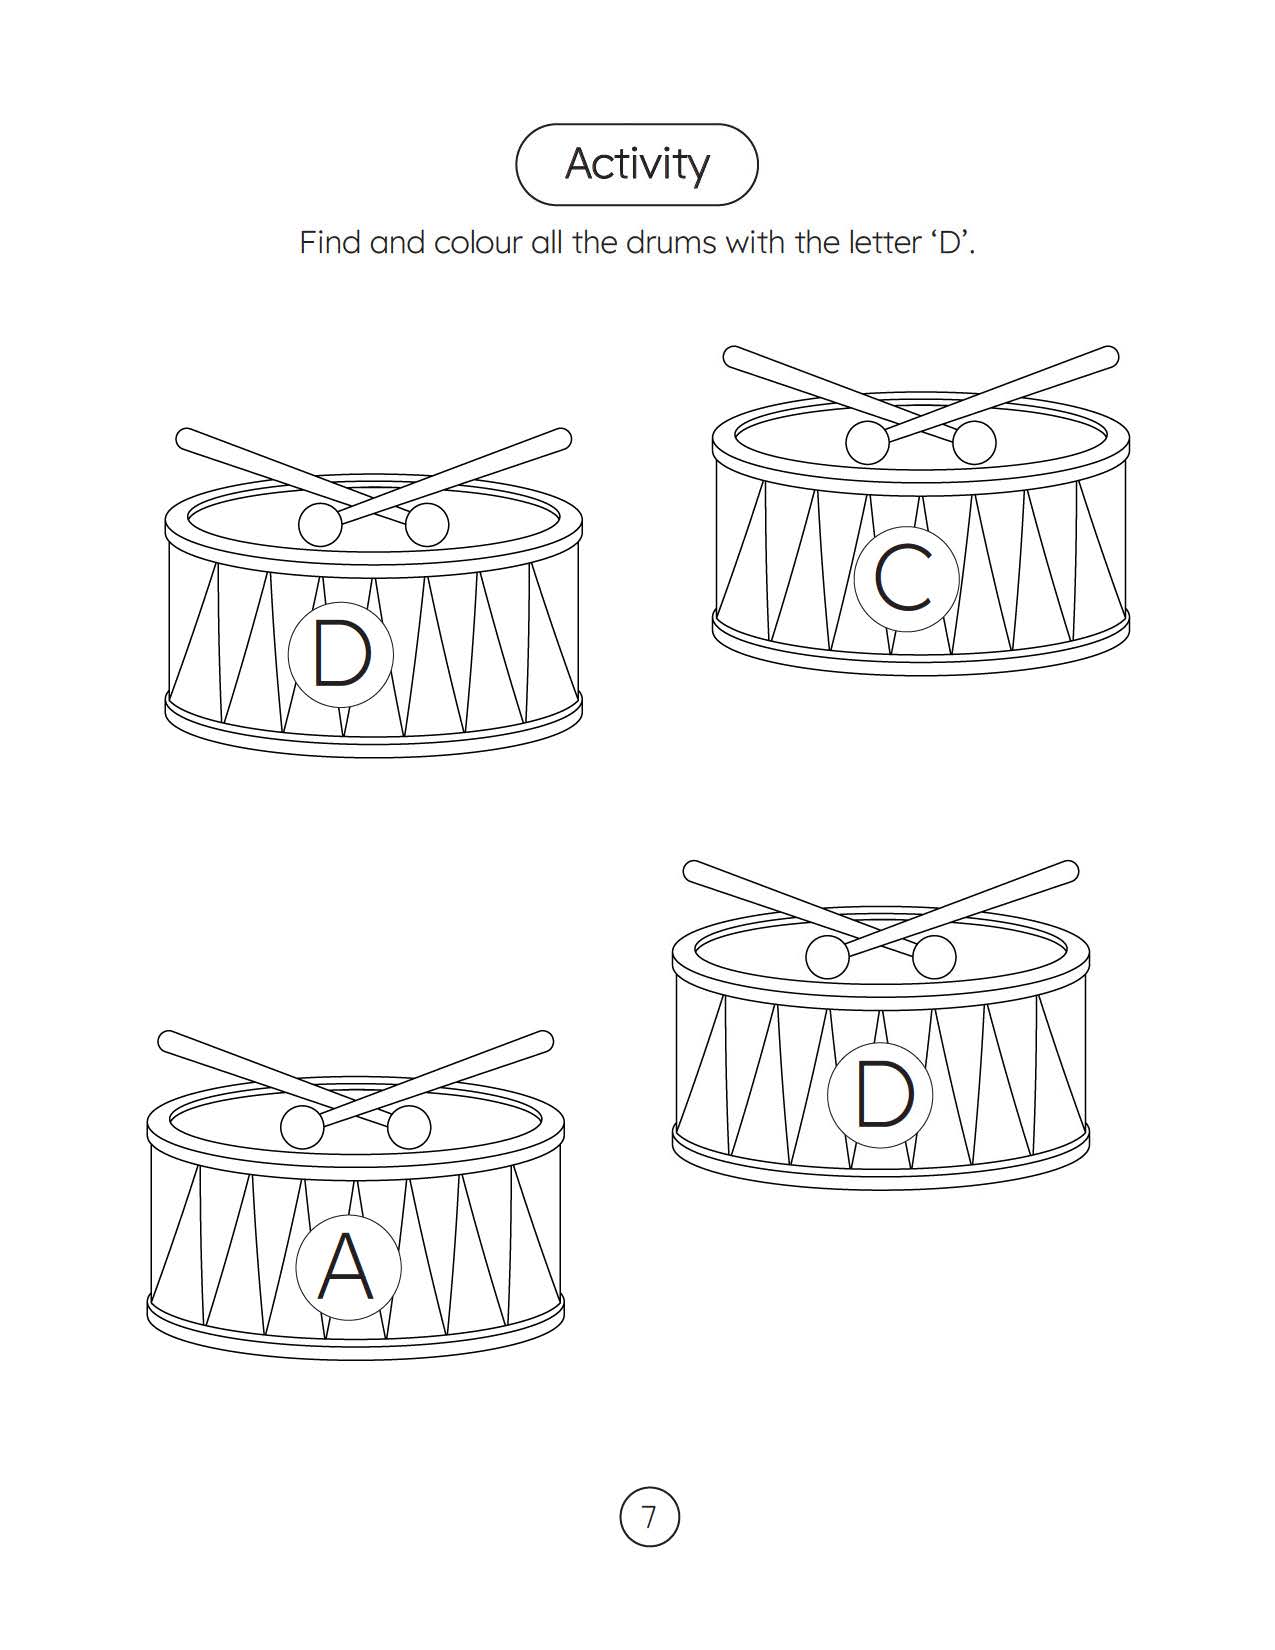 Activity
Find and colour all the drums with the letter ‘D’.
D
C
A
D
7